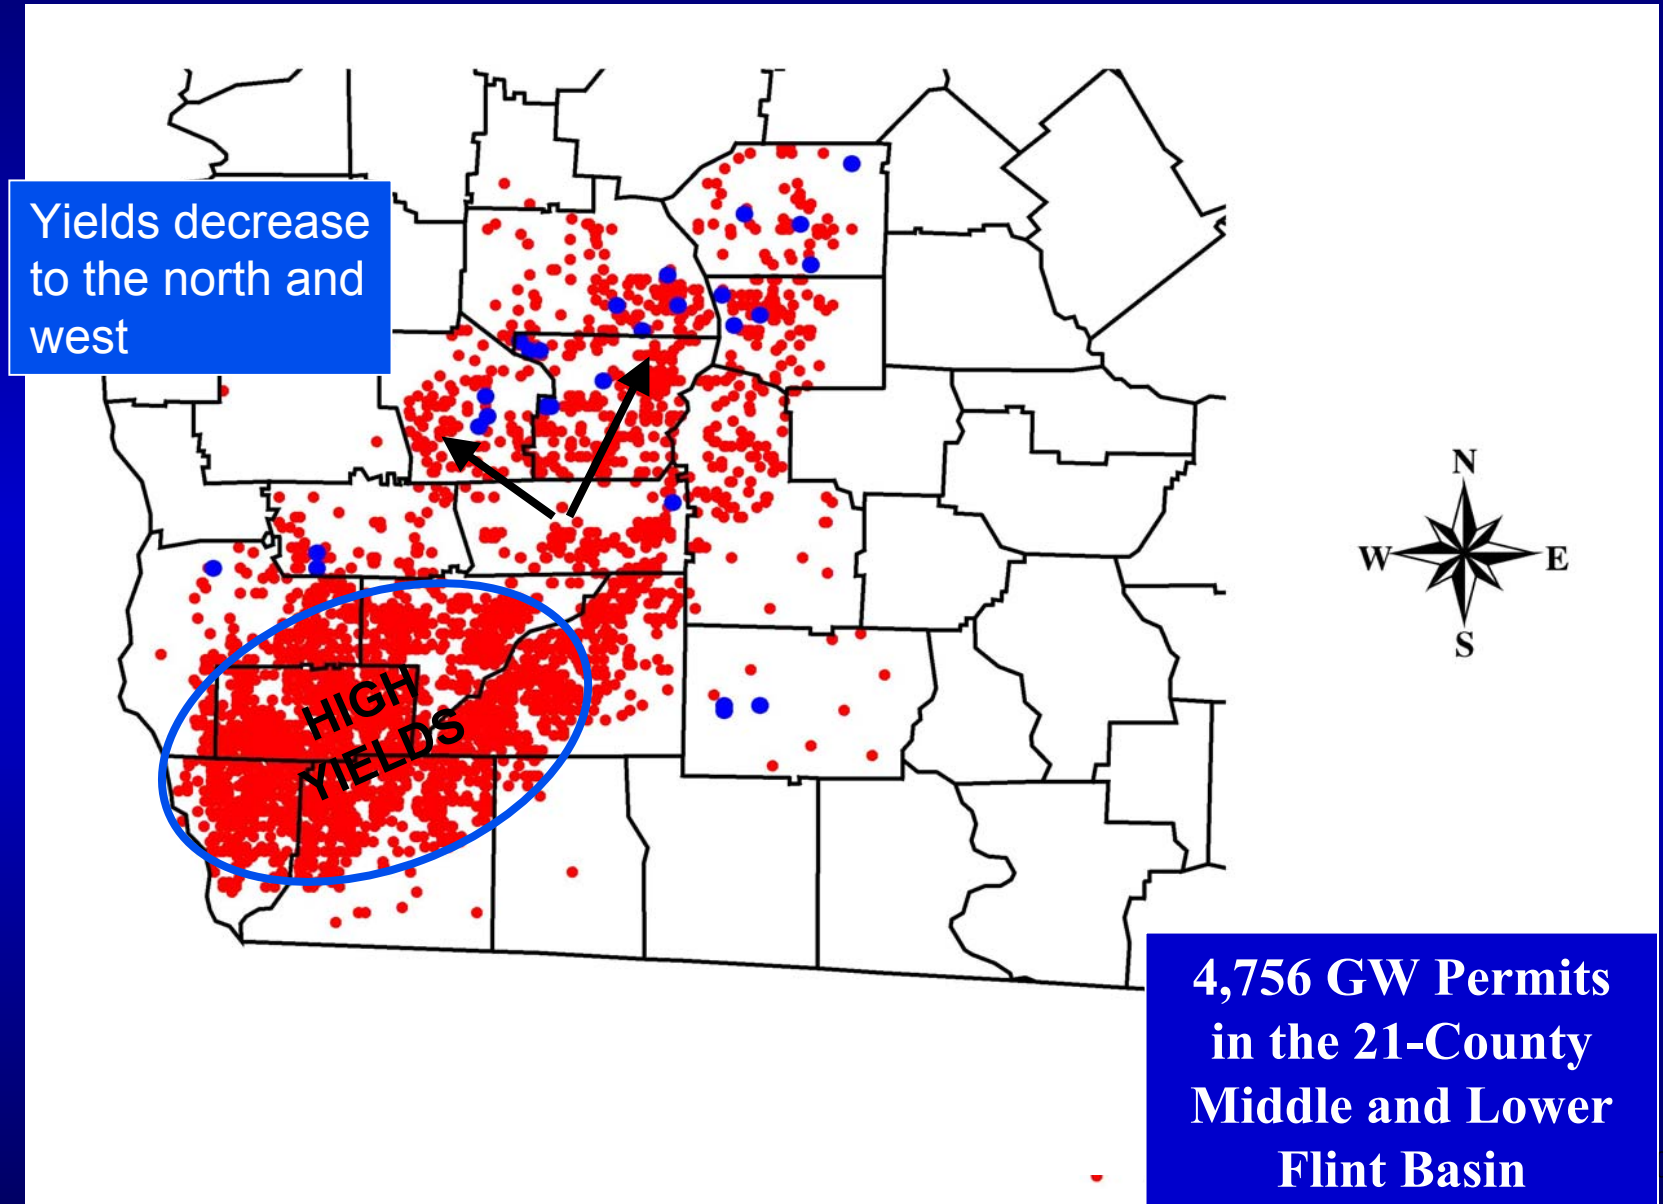 Yields decrease
to the north and
west
HIGH
YIELDS
N
W
E
S
4,756 GW Permits
in the 21-County
Middle and Lower
Flint Basin